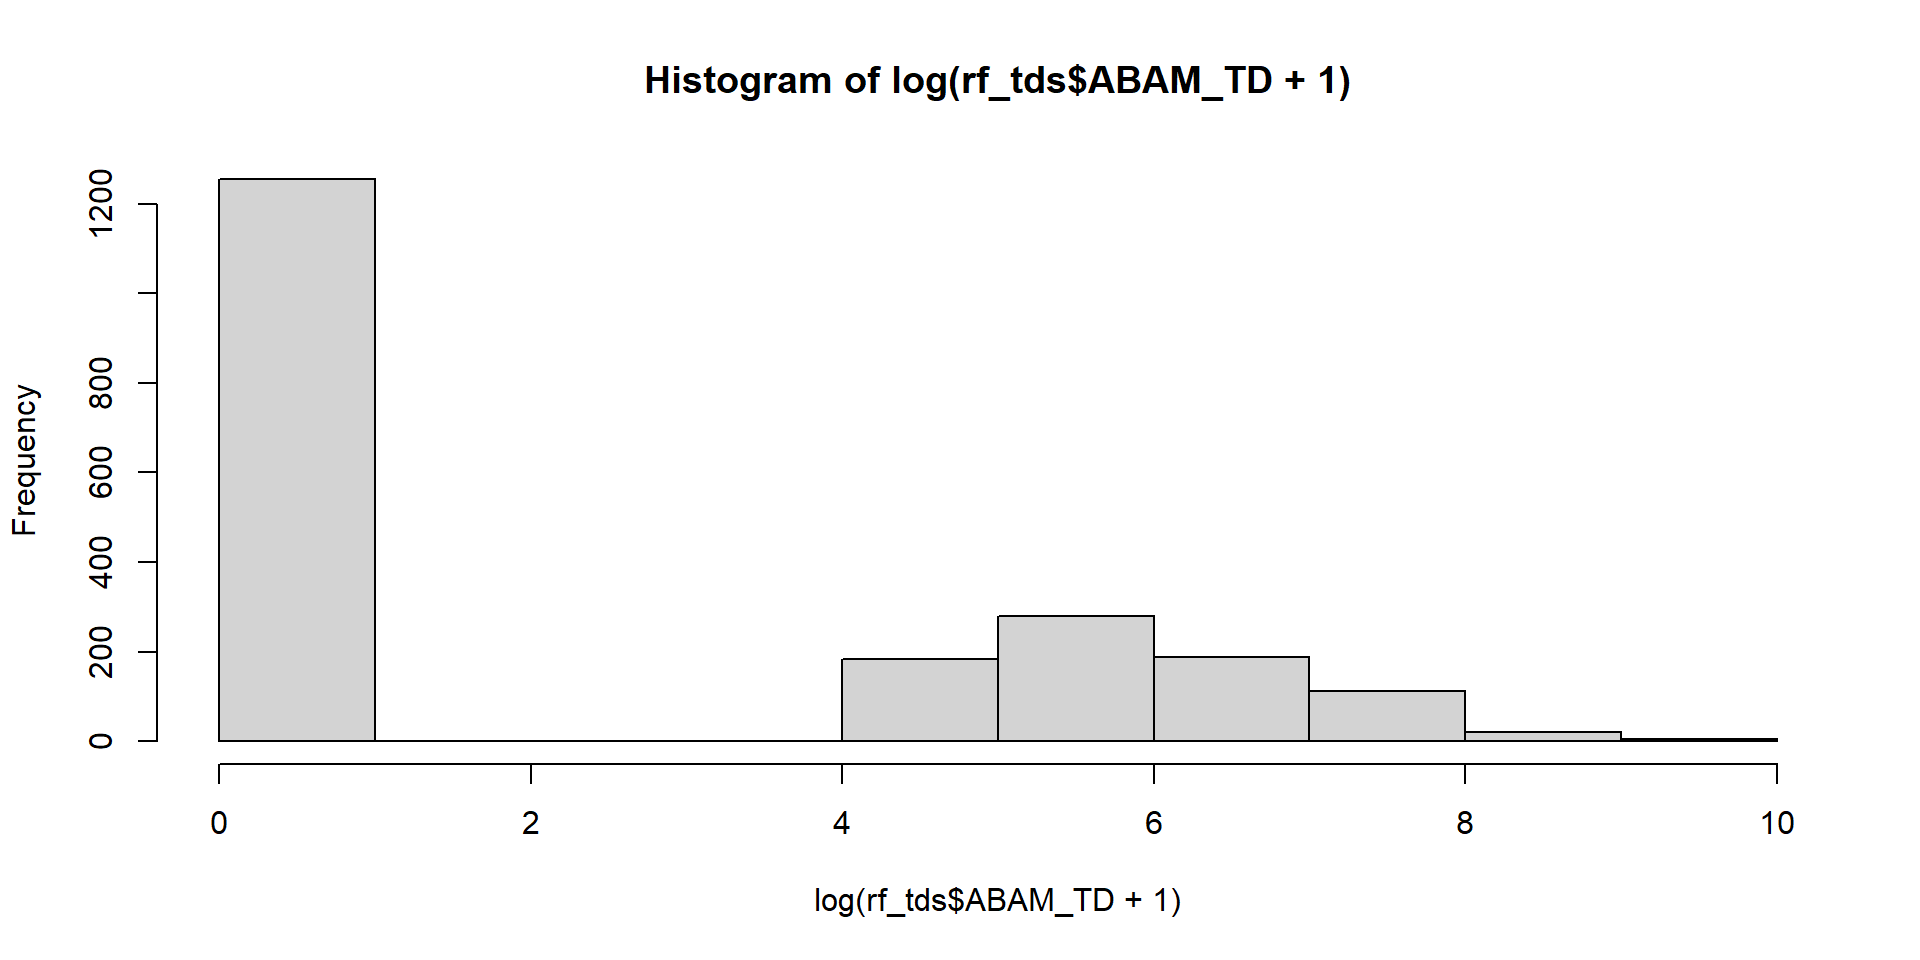 Histogram of log(rf_tds$ABAM_TD + 1)
Frequency
1200
800
600
400
200
0
0 2 4 6 8 10
log(rf_tds$ABAM_TD + 1)